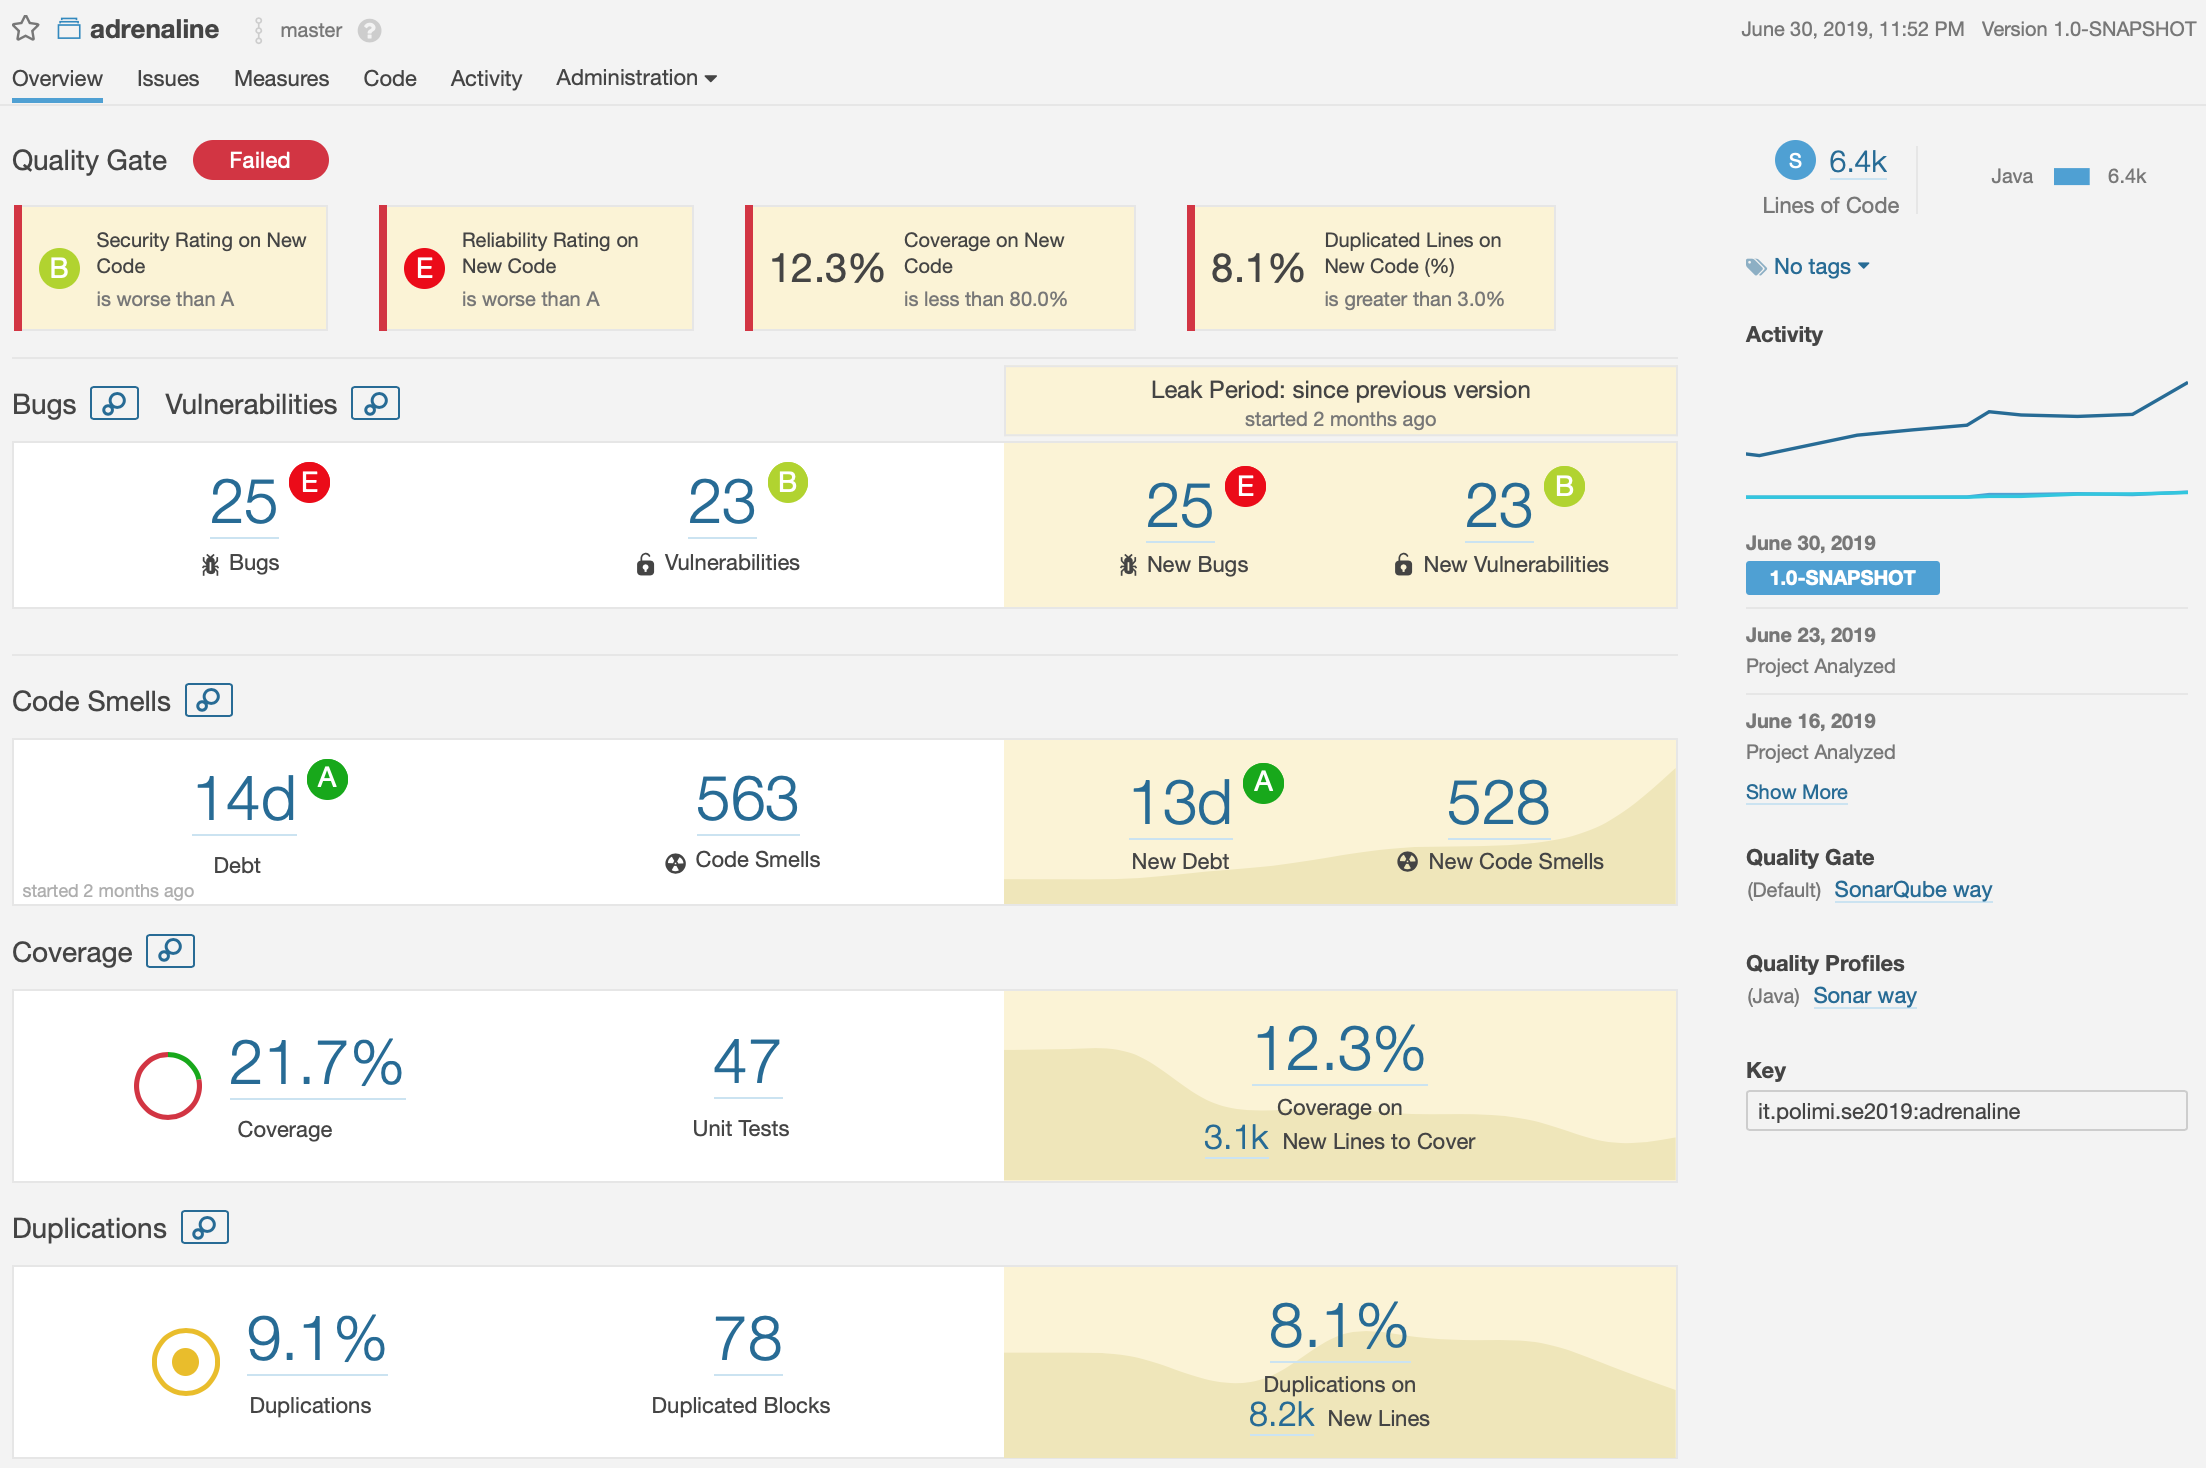 adrenaline master ?
June 30, 2019, 11:52 PM Version 1.0-SNAPSHOT
Overview Issues Measures Code Activity Administration
Quality Gate Failed
B
Security Rating on New
Code
is worse than A
E
Reliability Rating on
New Code
is worse than A
12.3%
Coverage on New
Code
is less than 80.0%
8.1%
Duplicated Lines on
New Code (%)
is greater than 3.0%
Bugs Vulnerabilities
Leak Period: since previous version
started 2 months ago
25 E
Bugs
23 B
Vulnerabilities
25 E
New Bugs
23 B
New Vulnerabilities
Code Smells
14d A
Debt
started 2 months ago
563
Code Smells
13d A
New Debt
528
New Code Smells
Coverage
21.7%
Coverage
47
Unit Tests
12.3%
Coverage on
3.1k New Lines to Cover
Duplications
9.1%
Duplications
78
Duplicated Blocks
8.1%
Duplications on
8.2k New Lines
S 6.4k
Lines of Code
Java 6.4k
No tags
Activity
June 30, 2019
1.0-SNAPSHOT
June 23, 2019
Project Analyzed
June 16, 2019
Project Analyzed
Show More
Quality Gate
(Default) SonarQube way
Quality Profiles
(Java) Sonar way
Key
it.polimi.se2019:adrenaline